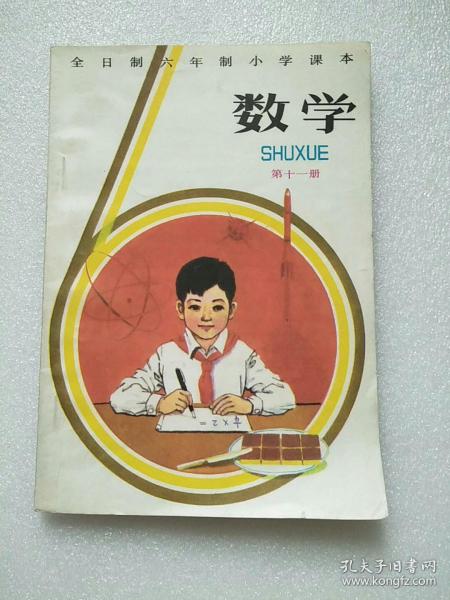 全日制六年制小学课本
数学
SHUXUE
第十一册
孔夫子旧书网
www.kongfz.com